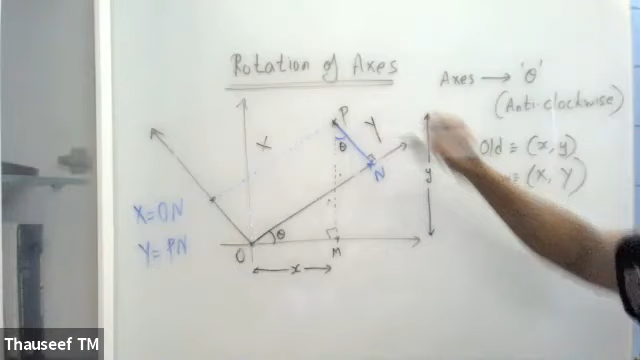 Rotation of Axes
Axes → 'θ'
(Anti-clockwise)
Old ≡ (x, y)
≡ (X, Y)
P
θ
X
Y
N
y
X=ON
Y=PN
O
θ
M
x
Thauseef TM